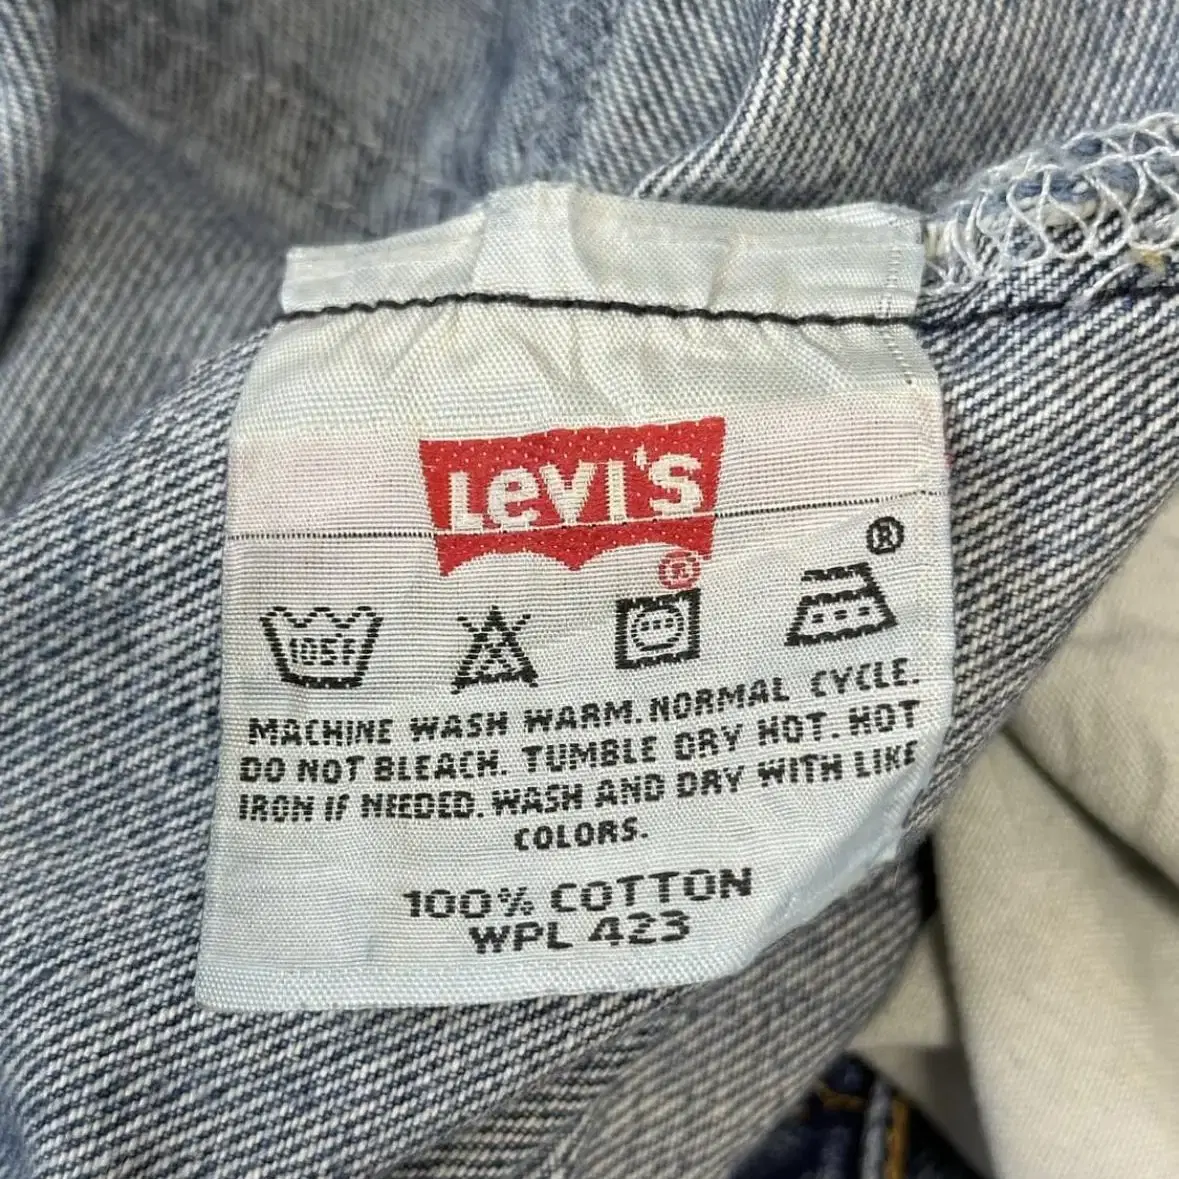 LEVI'S
®
®
105F
MACHINE WASH WARM. NORMAL CYCLE.
DO NOT BLEACH. TUMBLE DRY HOT. HOT
IRON IF NEEDED. WASH AND DRY WITH LIKE
COLORS.
100% COTTON
WPL 423